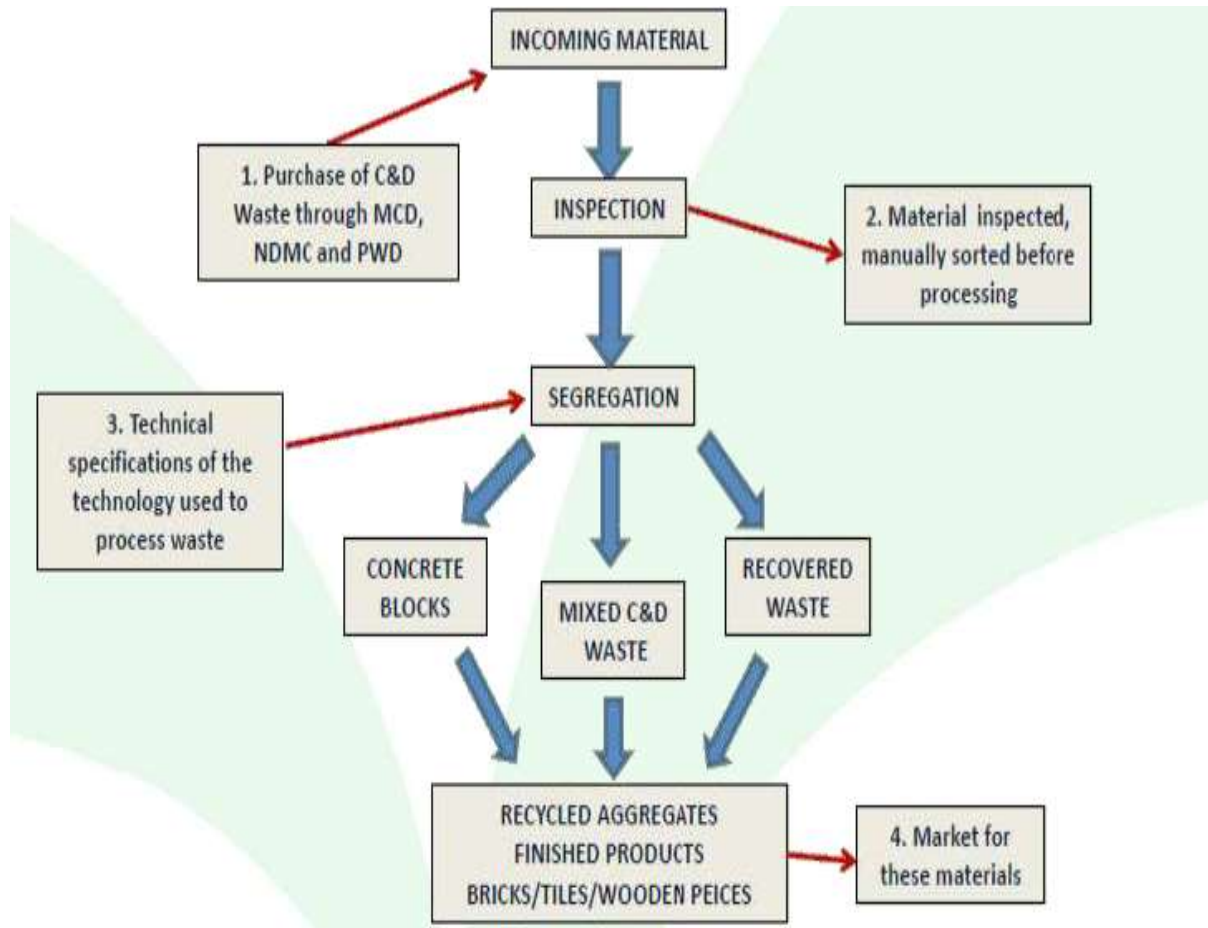 INCOMING MATERIAL
1. Purchase of C&D
Waste through MCD,
NDMC and PWD
INSPECTION
2. Material inspected,
manually sorted before
processing
SEGREGATION
3. Technical
specifications of the
technology used to
process waste
CONCRETE
BLOCKS
MIXED C&D
WASTE
RECOVERED
WASTE
RECYCLED AGGREGATES
FINISHED PRODUCTS
BRICKS/TILES/WOODEN PEICES
4. Market for
these materials